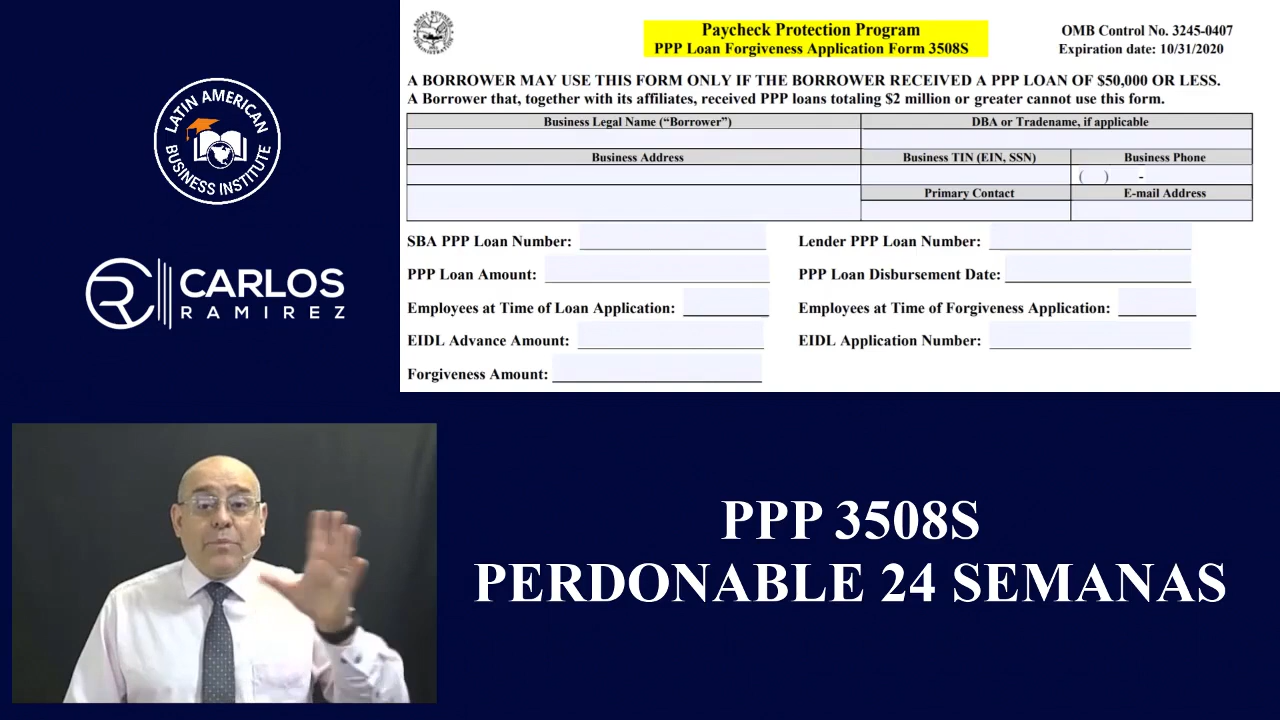 LATIN AMERICAN
BUSINESS INSTITUTE
CARLOS
RAMIREZ
Paycheck Protection Program
PPP Loan Forgiveness Application Form 3508S
OMB Control No. 3245-0407
Expiration date: 10/31/2020
A BORROWER MAY USE THIS FORM ONLY IF THE BORROWER RECEIVED A PPP LOAN OF $50,000 OR LESS.
A Borrower that, together with its affiliates, received PPP loans totaling $2 million or greater cannot use this form.
Business Legal Name (“Borrower”)
DBA or Tradename, if applicable
Business Address
Business TIN (EIN, SSN)
Business Phone
( ) -
Primary Contact
E-mail Address
SBA PPP Loan Number:
Lender PPP Loan Number:
PPP Loan Amount:
PPP Loan Disbursement Date:
Employees at Time of Loan Application:
Employees at Time of Forgiveness Application:
EIDL Advance Amount:
EIDL Application Number:
Forgiveness Amount:
PPP 3508S
PERDONABLE 24 SEMANAS